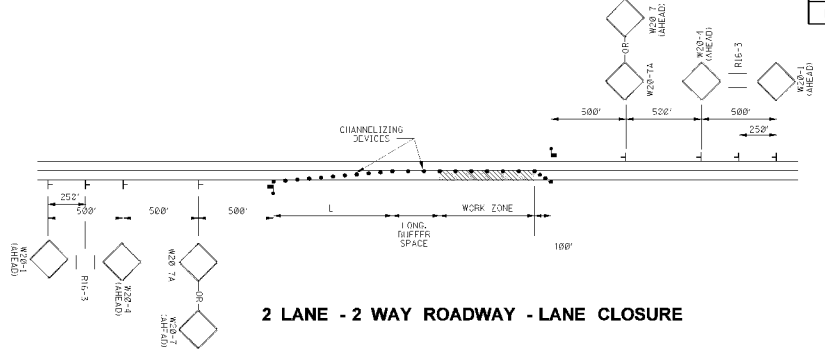 W20-7
(AHEAD)
OR
W20-7A
W20-4
(AHEAD)
R16-3
W20-1
(AHEAD)
500'
500'
500'
250'
CHANNELIZING
DEVICES
250'
500'
500'
500'
L
LONG.
BUFFER
SPACE
WORK ZONE
100'
W20-1
(AHEAD)
R16-3
W20-4
(AHEAD)
W20-7A
OR
W20-7
(AHEAD)
2 LANE - 2 WAY ROADWAY - LANE CLOSURE